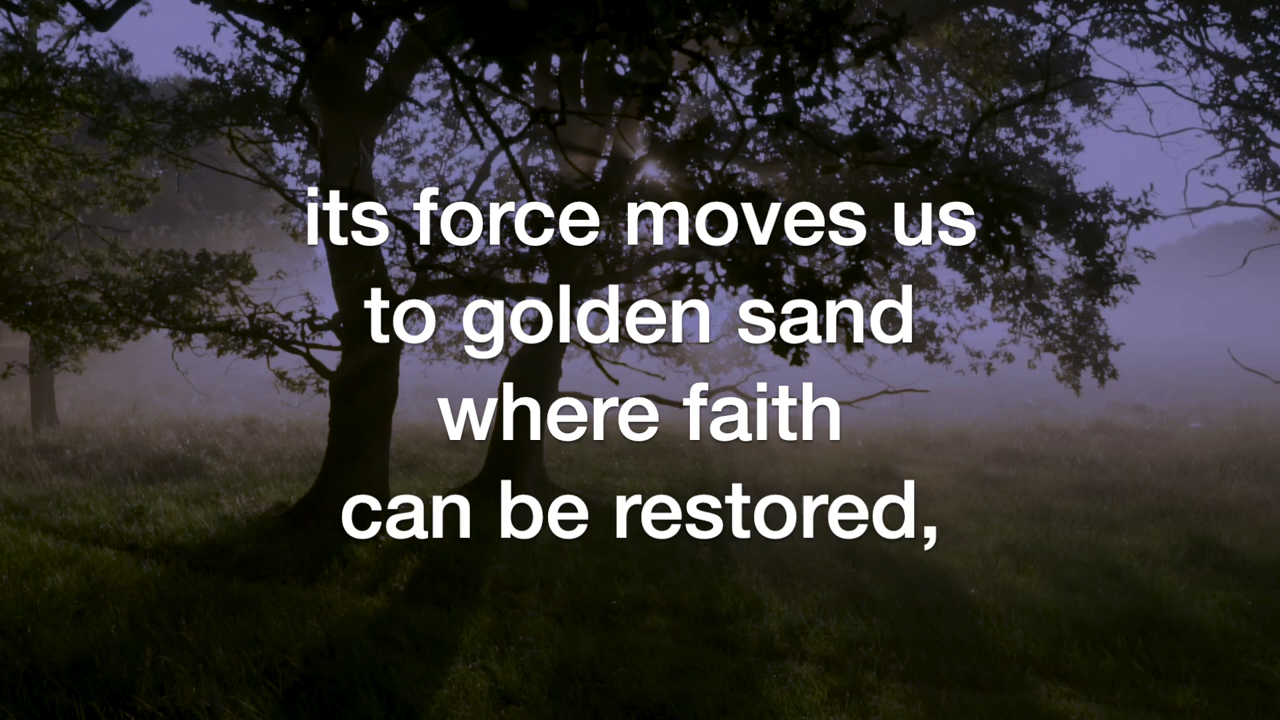 its force moves us
to golden sand
where faith
can be restored,